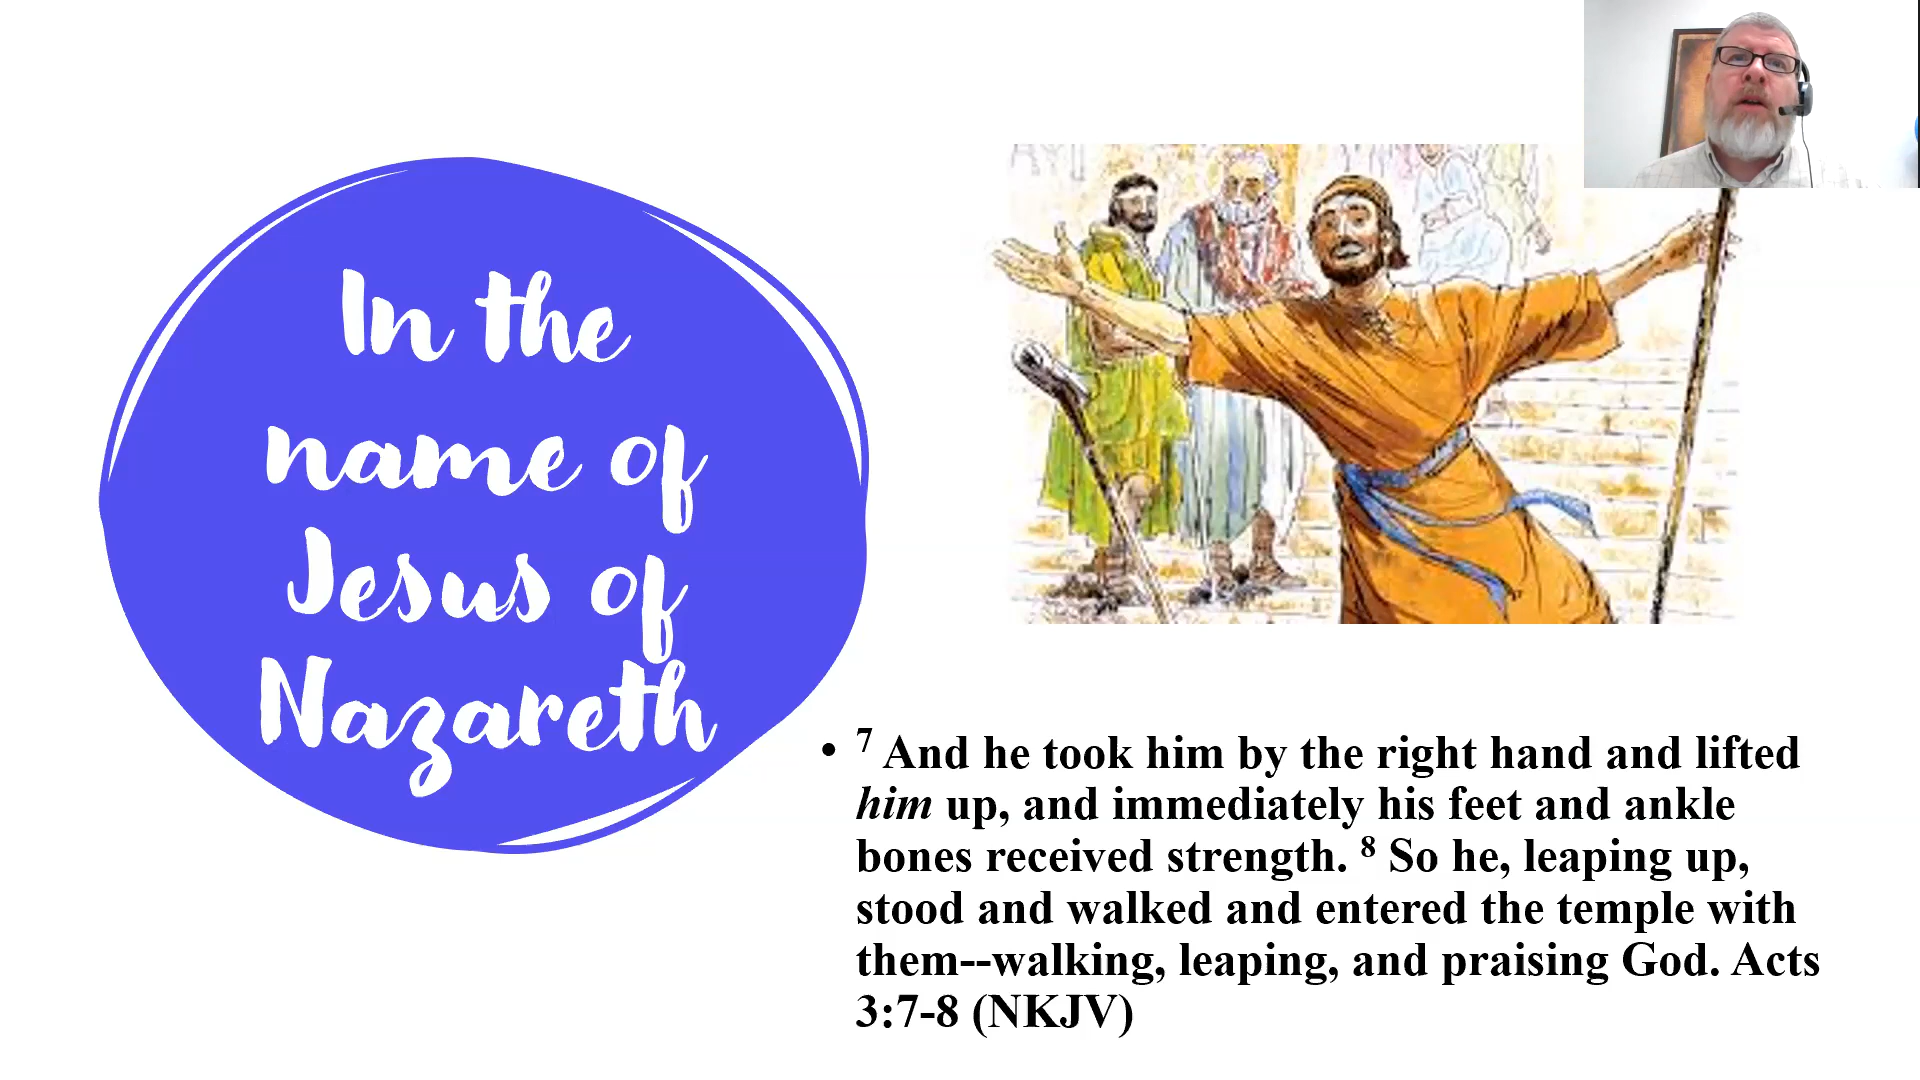 In the
name of
Jesus of
Nazareth
• 7 And he took him by the right hand and lifted
him up, and immediately his feet and ankle
bones received strength. 8 So he, leaping up,
stood and walked and entered the temple with
them--walking, leaping, and praising God. Acts
3:7-8 (NKJV)